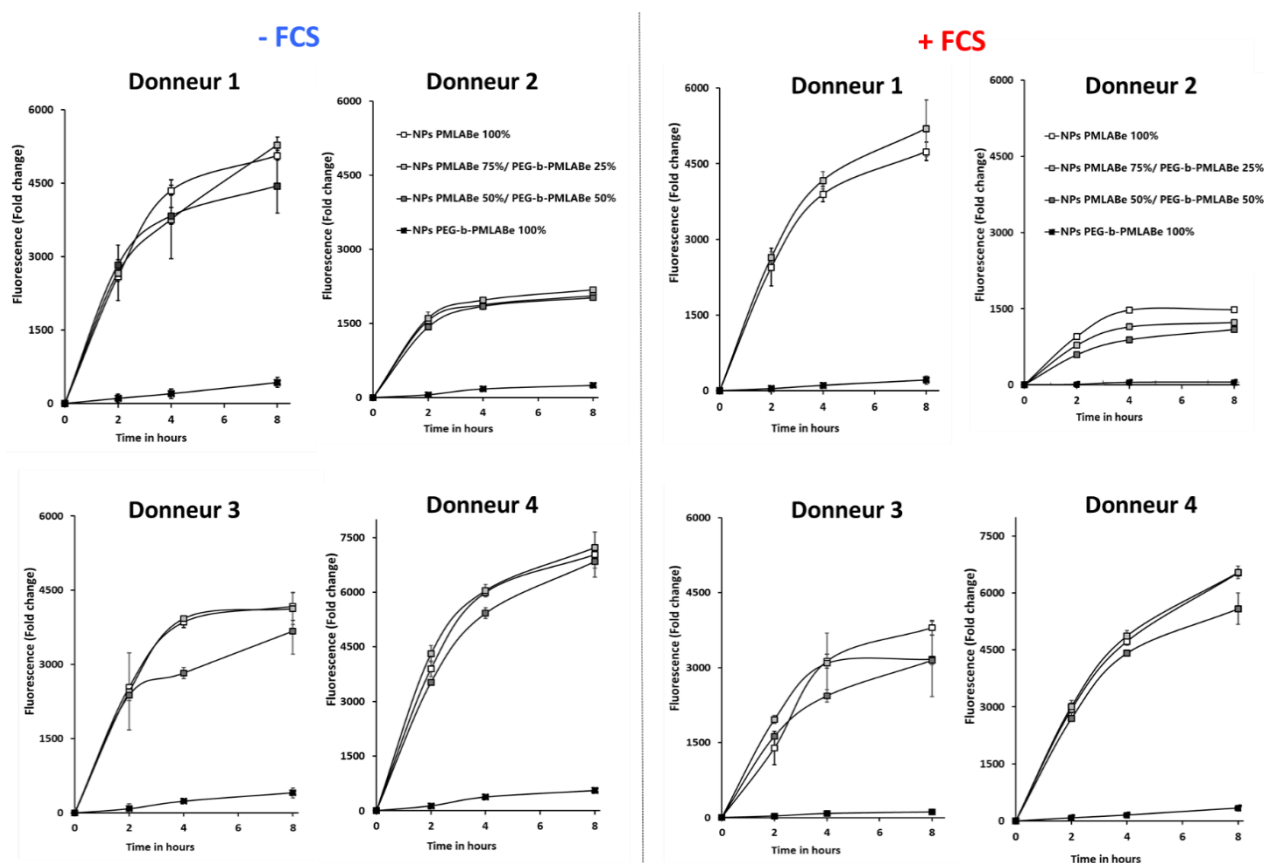 - FCS
+ FCS
Donneur 1
Fluorescence (Fold change)
6000
4500
3000
1500
0
0 2 4 6 8
Time in hours
Donneur 2
Fluorescence (Fold change)
6000
4500
3000
1500
0
NPs PMLABe 100%
NPs PMLABe 75%/ PEG-b-PMLABe 25%
NPs PMLABe 50%/ PEG-b-PMLABe 50%
NPs PEG-b-PMLABe 100%
0 2 4 6 8
Time in hours
Donneur 1
Fluorescence (Fold change)
6000
5000
4000
3000
2000
1000
0
0 2 4 6 8
Time in hours
Donneur 2
Fluorescence (Fold change)
6000
4500
3000
1500
0
NPs PMLABe 100%
NPs PMLABe 75%/ PEG-b-PMLABe 25%
NPs PMLABe 50%/ PEG-b-PMLABe 50%
NPs PEG-b-PMLABe 100%
0 2 4 6 8
Time in hours
Donneur 3
Fluorescence (Fold change)
6000
4500
3000
1500
0
0 2 4 6 8
Time in hours
Donneur 4
Fluorescence (Fold change)
7500
6000
4500
3000
1500
0
0 2 4 6 8
Time in hours
Donneur 3
Fluorescence (Fold change)
6000
4500
3000
1500
0
0 2 4 6 8
Time in hours
Donneur 4
Fluorescence (Fold change)
7500
6000
4500
3000
1500
0
0 2 4 6 8
Time in hours